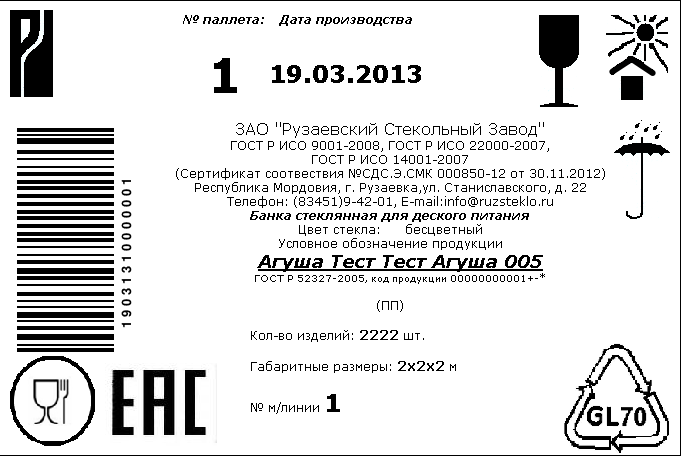 № паллета: Дата производства
1 19.03.2013
ЗАО "Рузаевский Стекольный Завод"
ГОСТ Р ИСО 9001-2008, ГОСТ Р ИСО 22000-2007,
ГОСТ Р ИСО 14001-2007
(Сертификат соотвествия №СДС.Э.СМК 000850-12 от 30.11.2012)
Республика Мордовия, г. Рузаевка,ул. Станиславского, д. 22
Телефон: (83451)9-42-01, E-mail:info@ruzsteklo.ru
Банка стеклянная для деского питания
Цвет стекла: бесцветный
Условное обозначение продукции
Агуша Тест Тест Агуша 005
ГОСТ Р 52327-2005, код продукции 00000000001+-*
(ПП)
Кол-во изделий: 2222 шт.
Габаритные размеры: 2x2x2 м
№ м/линии 1
19031310000001
EAC
GL70